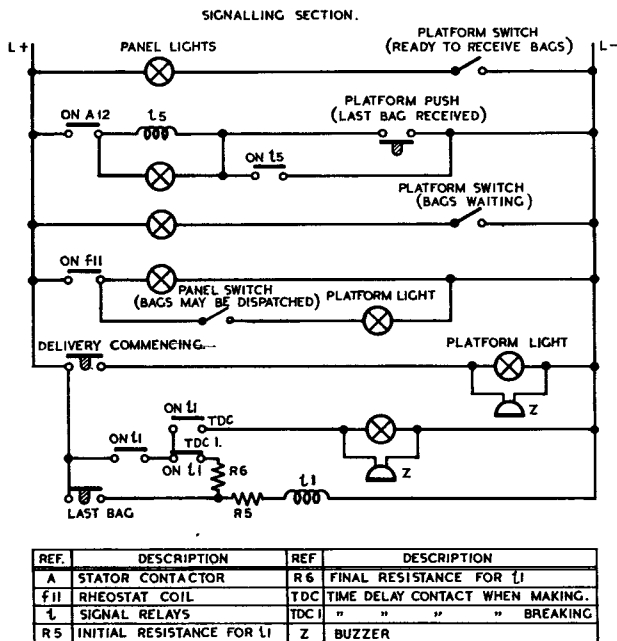 SIGNALLING SECTION.
L+
PANEL LIGHTS
PLATFORM SWITCH
(READY TO RECEIVE BAGS)
L-
ON A12
t5
PLATFORM PUSH
(LAST BAG RECEIVED)
ON t5
PLATFORM SWITCH
(BAGS WAITING)
ON f11
PANEL SWITCH
(BAGS MAY BE DISPATCHED)
PLATFORM LIGHT
DELIVERY COMMENCING.
PLATFORM LIGHT
Z
ON t1
TDC
ON t1
TDC 1.
ON t1
R6
Z
LAST BAG
R5
t1
REF. DESCRIPTION REF DESCRIPTION
A STATOR CONTACTOR R6 FINAL RESISTANCE FOR t1
f11 RHEOSTAT COIL TDC TIME DELAY CONTACT WHEN MAKING.
t SIGNAL RELAYS TDC1 " " " " BREAKING
R5 INITIAL RESISTANCE FOR t1 Z BUZZER